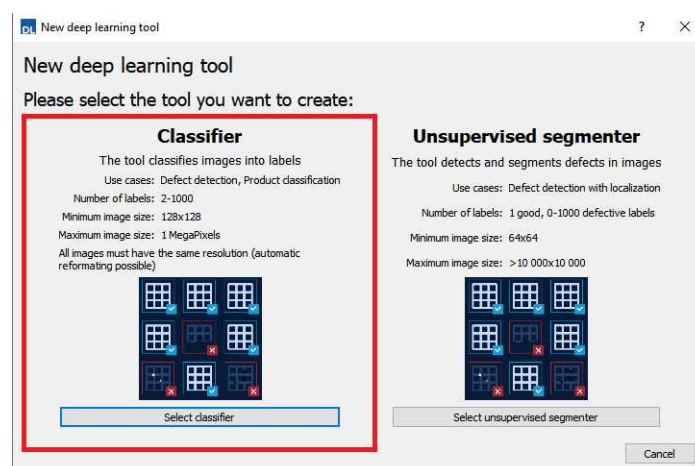 DL New deep learning tool ? X
New deep learning tool
Please select the tool you want to create:
Classifier
The tool classifies images into labels
Use cases: Defect detection, Product classification
Number of labels: 2-1000
Minimum image size: 128x128
Maximum image size: 1 MegaPixels
All images must have the same resolution (automatic
reformating possible)
Select classifier
Unsupervised segmenter
The tool detects and segments defects in images
Use cases: Defect detection with localization
Number of labels: 1 good, 0-1000 defective labels
Minimum image size: 64x64
Maximum image size: >10 000x10 000
Select unsupervised segmenter
Cancel